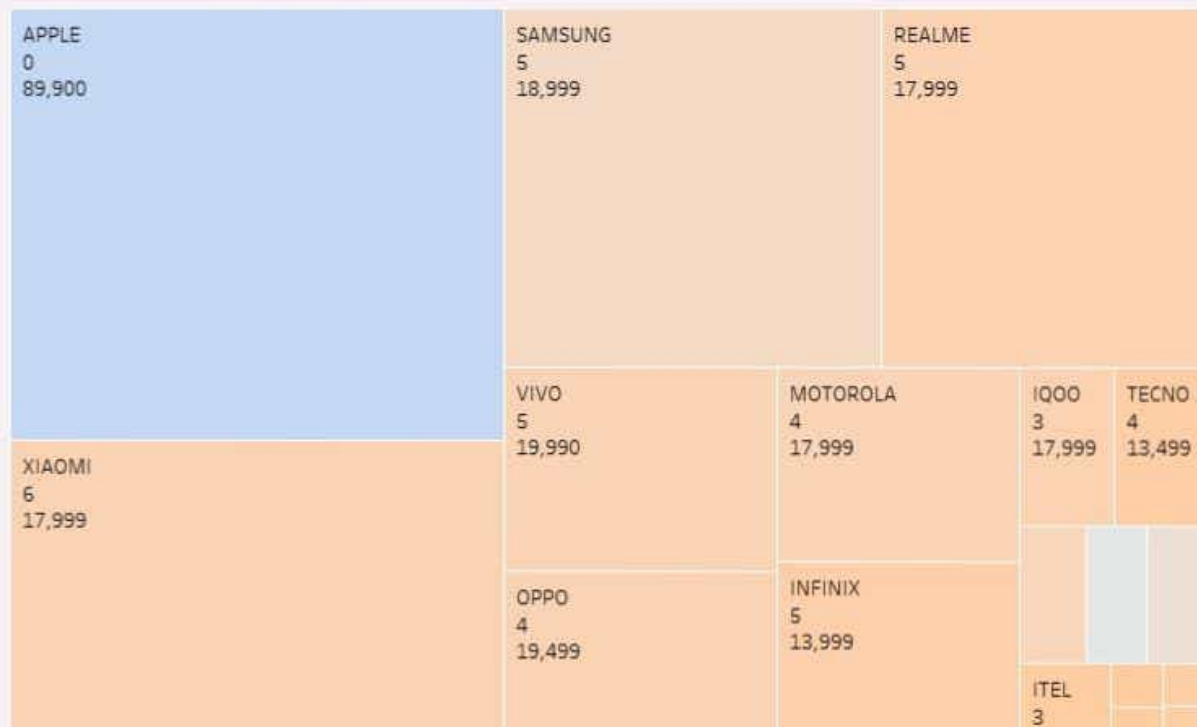 APPLE
0
89,900
SAMSUNG
5
18,999
REALME
5
17,999
XIAOMI
6
17,999
VIVO
5
19,990
MOTOROLA
4
17,999
IQOO
3
17,999
TECNO
4
13,499
OPPO
4
19,499
INFINIX
5
13,999
ITEL
3